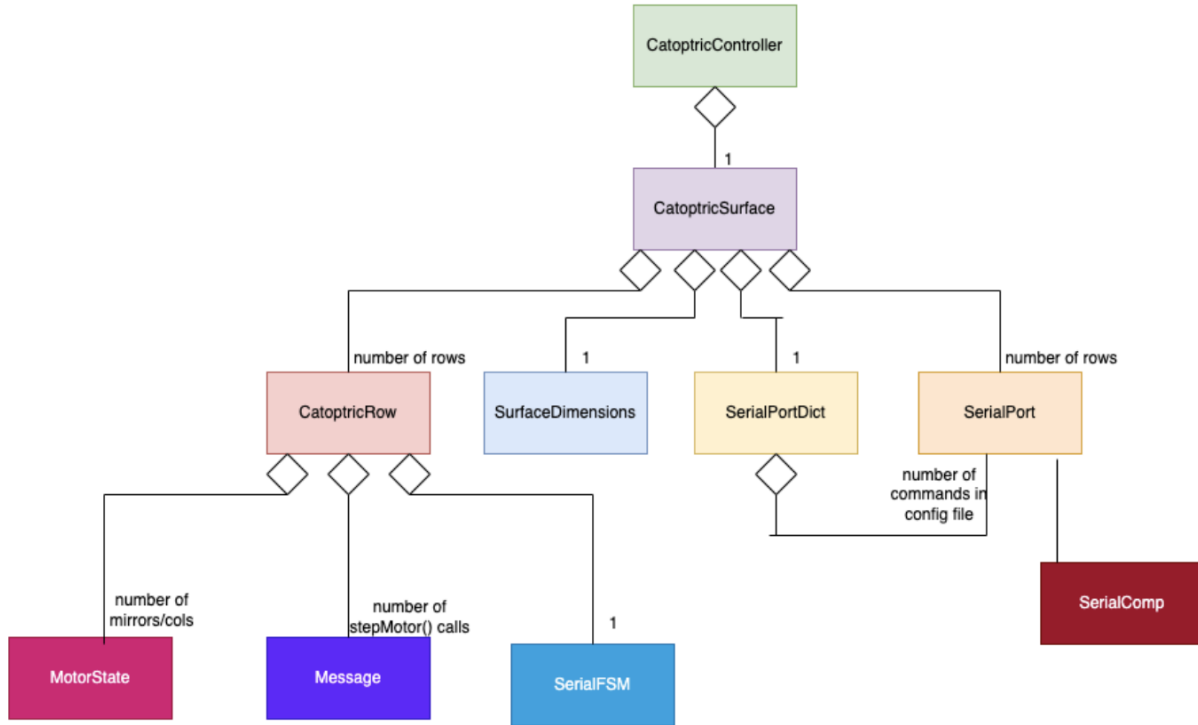 CatoptricController
1
CatoptricSurface
number of rows
1
1
number of rows
CatoptricRow
SurfaceDimensions
SerialPortDict
SerialPort
number of
commands in
config file
number of
mirrors/cols
number of
stepMotor() calls
1
SerialComp
MotorState
Message
SerialFSM